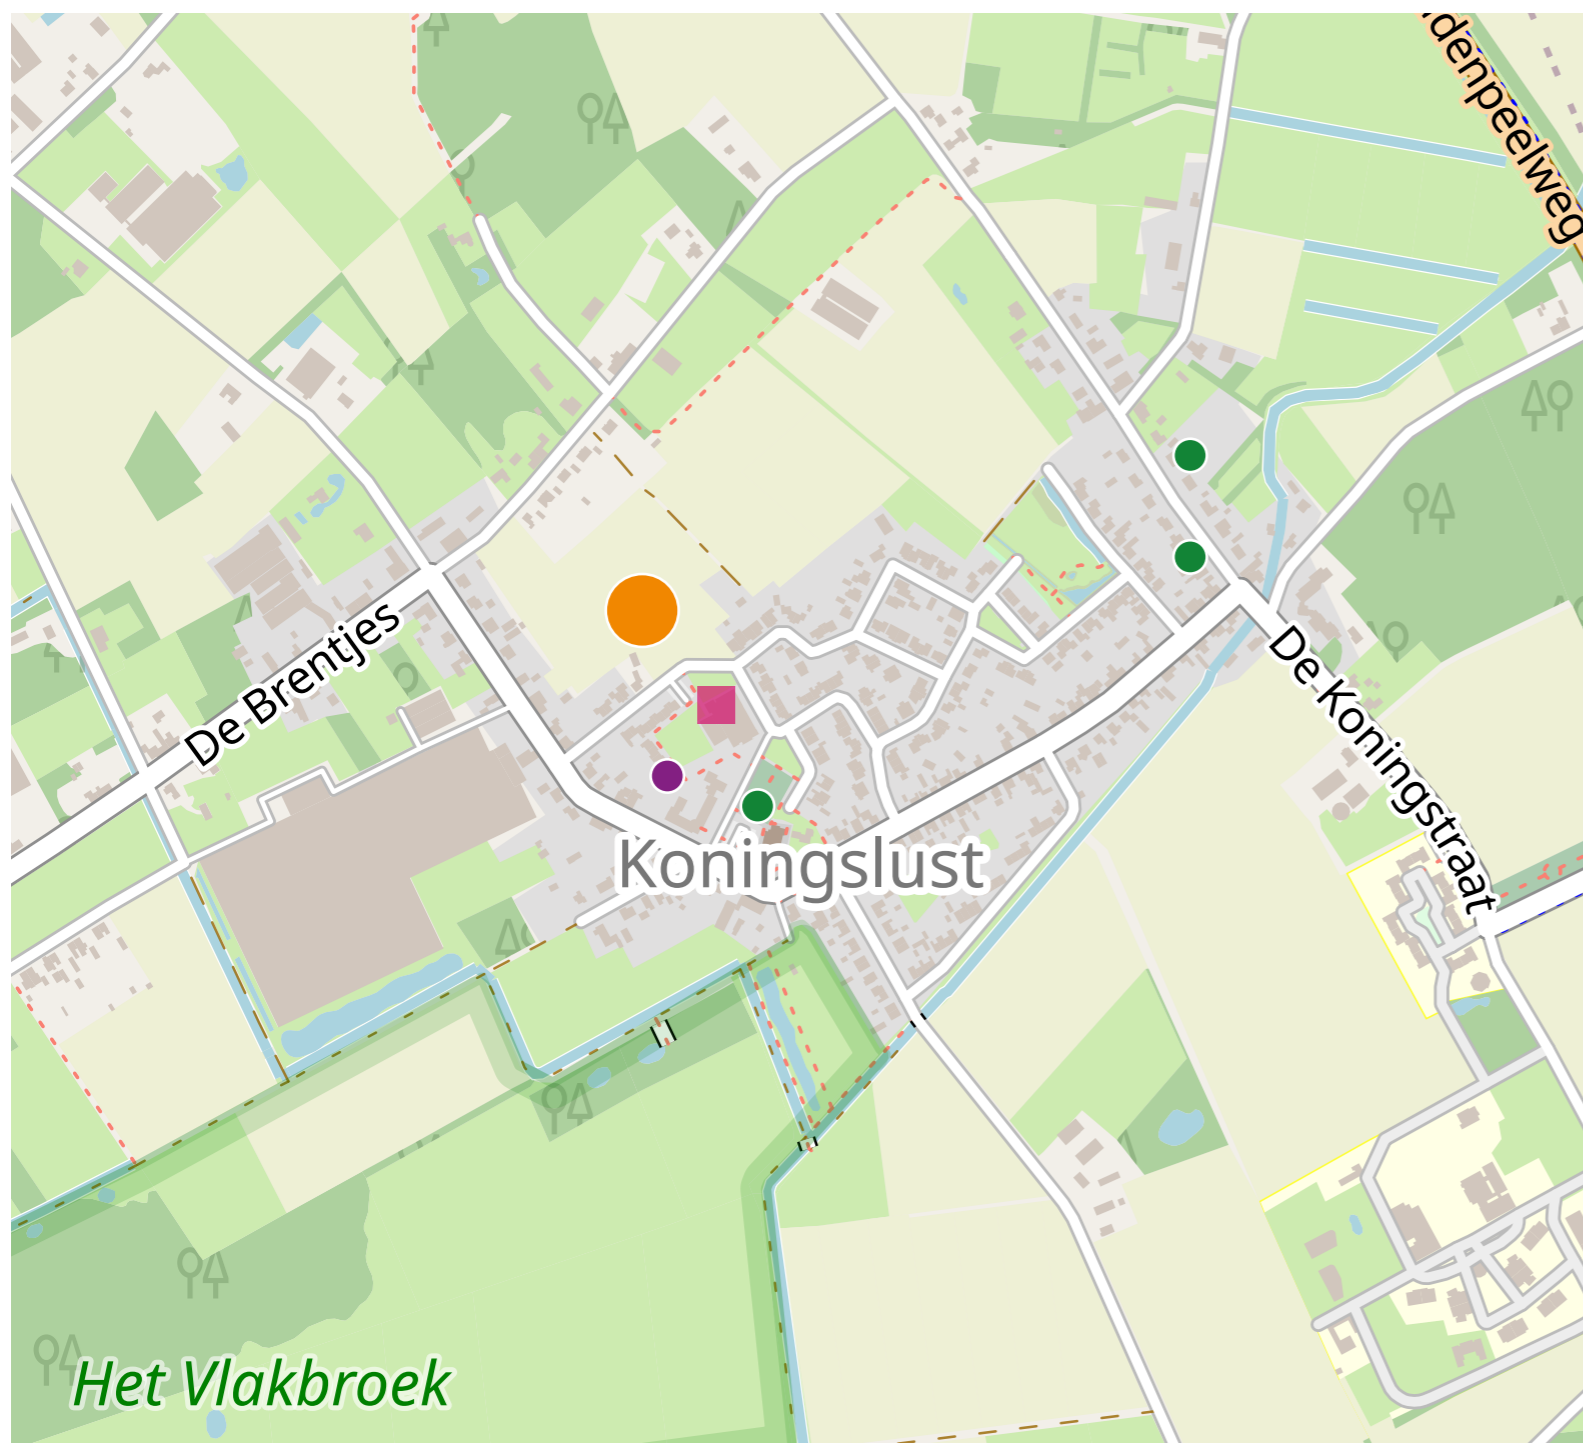 denpeelweg
De Brentjes
De Koningstraat
Koningslust
Het Vlakbroek